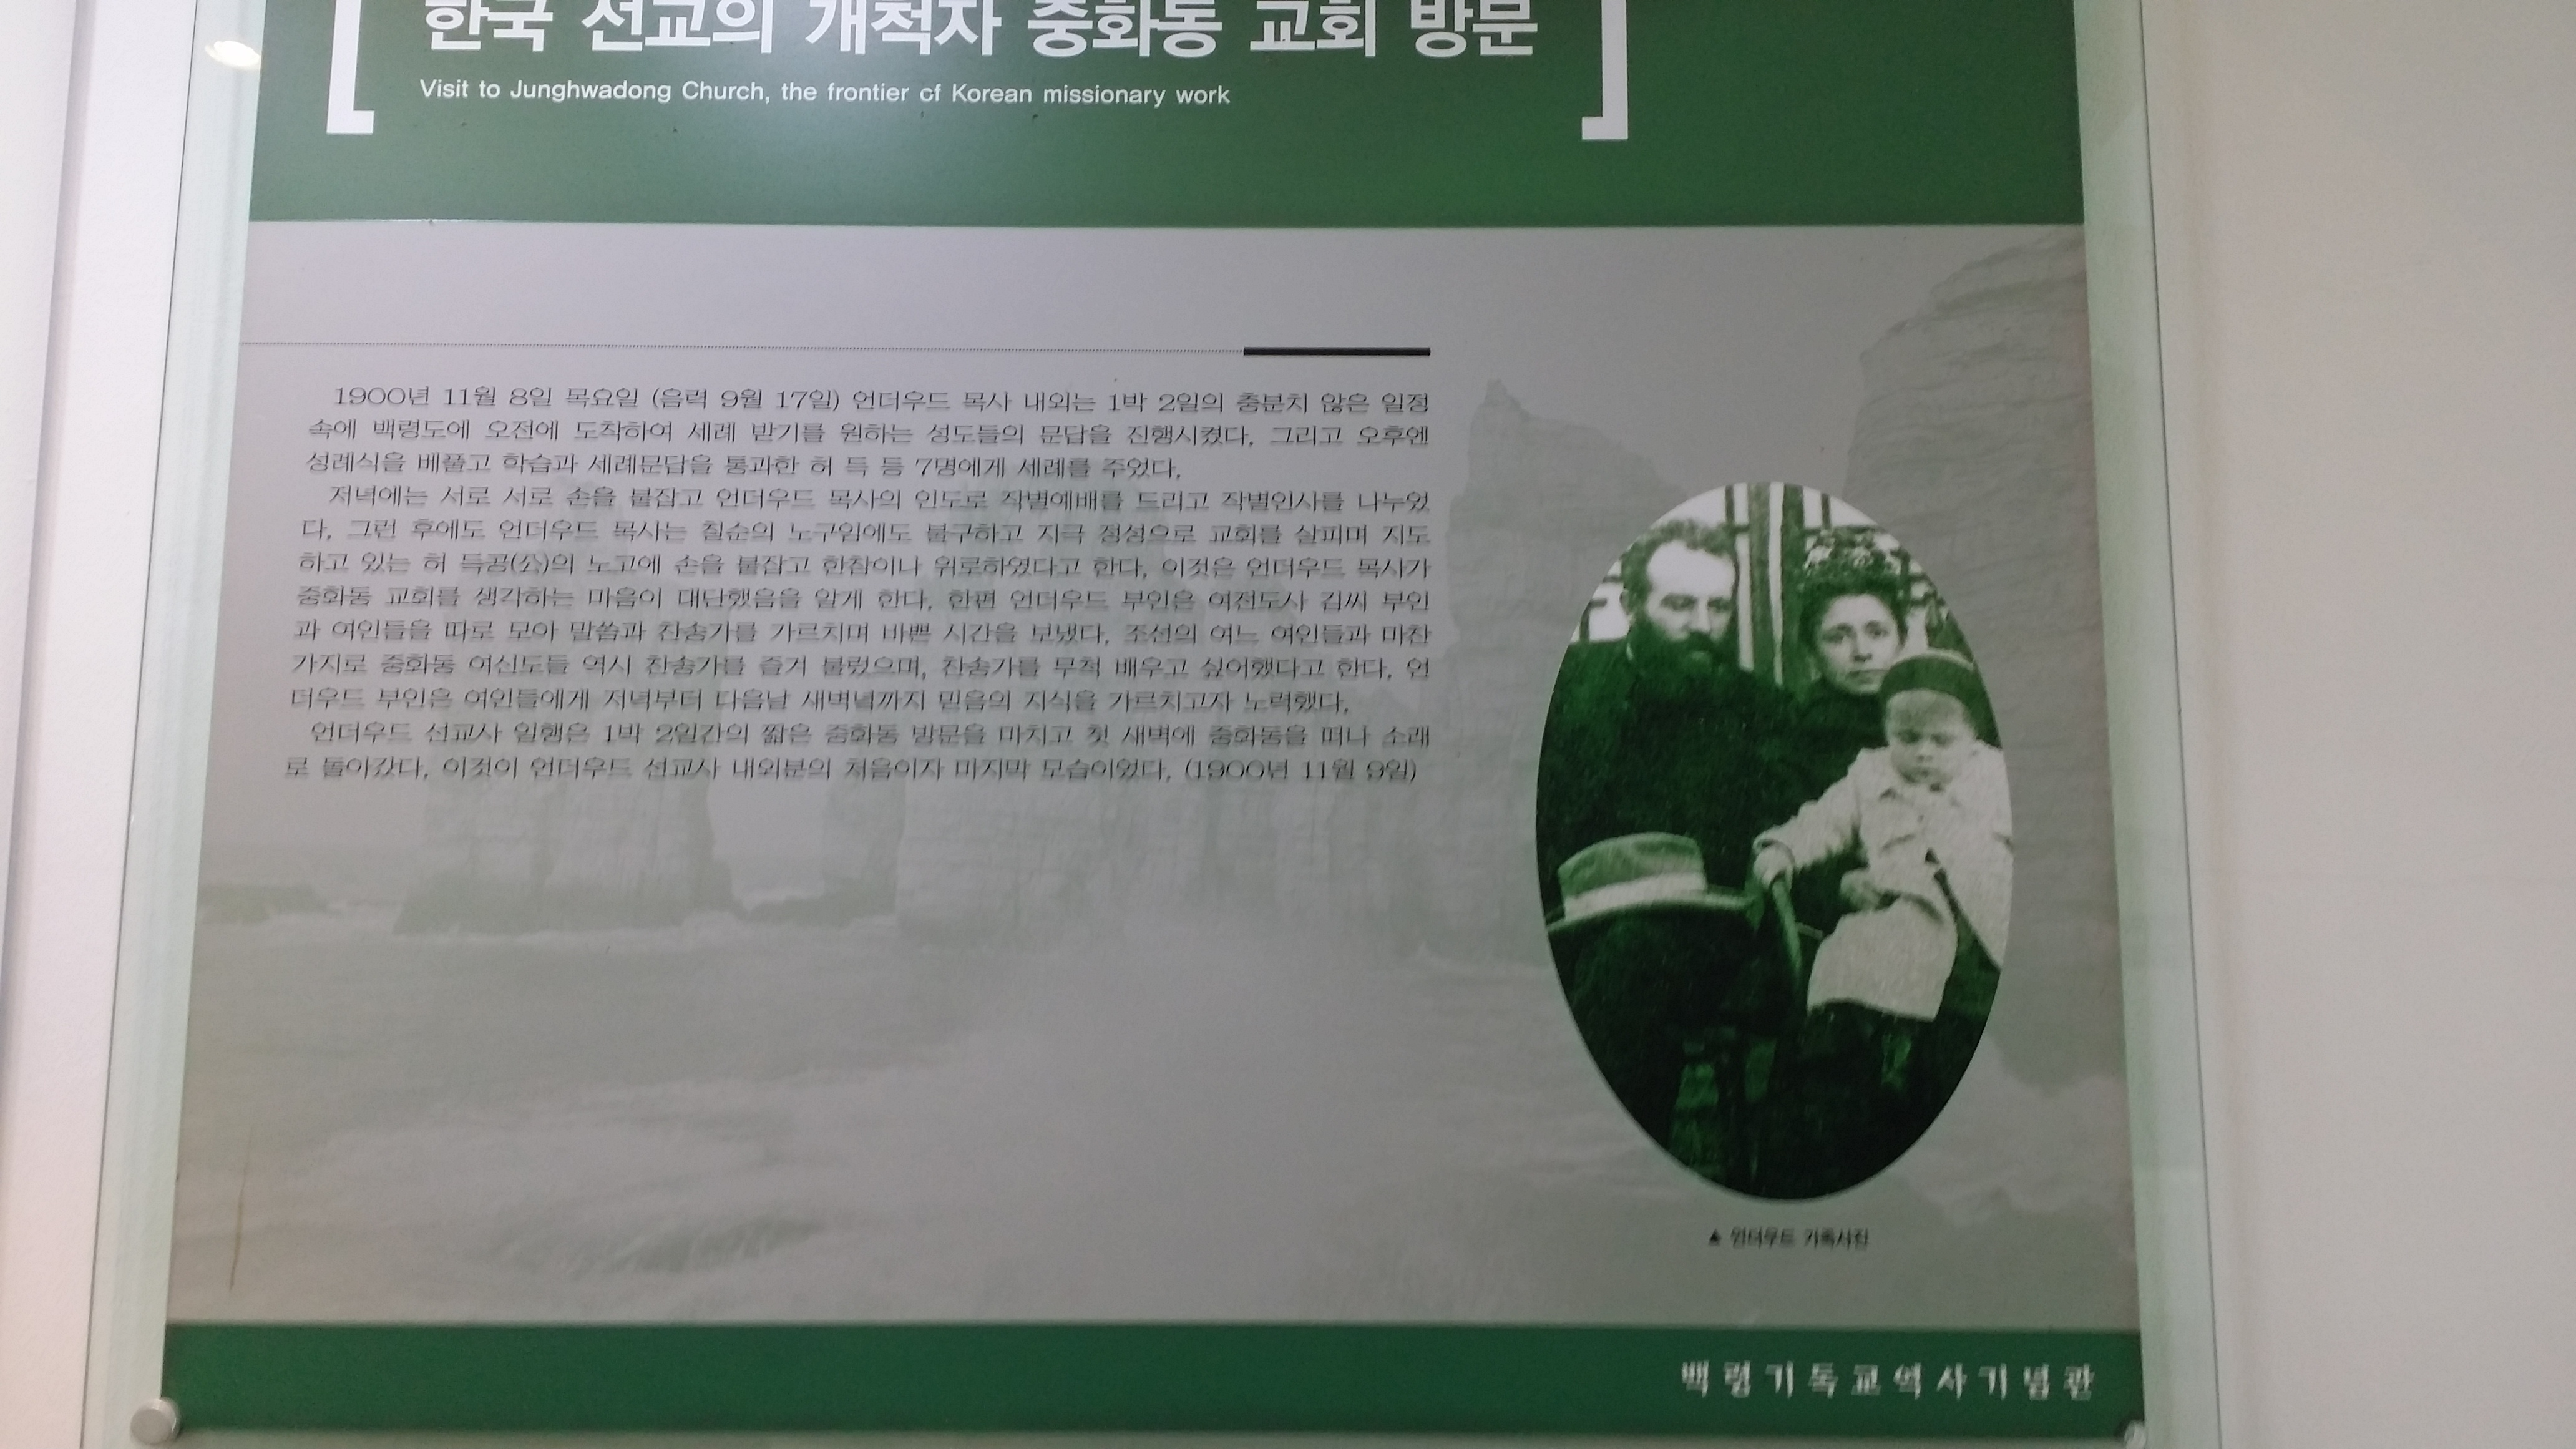 한국 선교의 개척자 중화동 교회 방문
Visit to Junghwadong Church, the frontier of Korean missionary work
1900년 11월 8일 목요일 (음력 9월 17일) 언더우드 목사 내외는 1박 2일의 충분치 않은 일정
속에 백령도에 오전에 도착하여 세례 받기를 원하는 성도들의 문답을 진행시켰다. 그리고 오후엔
성례식을 베풀고 학습과 세례문답을 통과한 허 득 등 7명에게 세례를 주었다.
저녁에는 서로 서로 손을 붙잡고 언더우드 목사의 인도로 작별예배를 드리고 작별인사를 나누었
다. 그런 후에도 언더우드 목사는 칠순의 노구임에도 불구하고 지극 정성으로 교회를 살피며 지도
하고 있는 허 득공(公)의 노고에 손을 붙잡고 한참이나 위로하였다고 한다. 이것은 언더우드 목사가
중화동 교회를 생각하는 마음이 대단했음을 알게 한다. 한편 언더우드 부인은 여전도사 김씨 부인
과 여인들을 따로 모아 말씀과 찬송가를 가르치며 바쁜 시간을 보냈다. 조선의 여느 여인들과 마찬
가지로 중화동 여신도들 역시 찬송가를 즐겨 불렀으며, 찬송가를 무척 배우고 싶어했다고 한다. 언
더우드 부인은 여인들에게 저녁부터 다음날 새벽녘까지 믿음의 지식을 가르치고자 노력했다.
언더우드 선교사 일행은 1박 2일간의 짧은 중화동 방문을 마치고 첫 새벽에 중화동을 떠나 소래
로 돌아갔다. 이것이 언더우드 선교사 내외분의 처음이자 마지막 모습이었다. (1900년 11월 9일)
▲ 언더우드 가족사진
백령기독교역사기념관